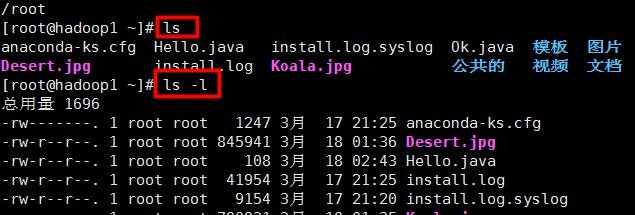 /root
[root@hadoop1 ~]# ls
anaconda-ks.cfg Hello.java install.log.syslog Ok.java 模板 图片
Desert.jpg install.log Koala.jpg 公共的 视频 文档
[root@hadoop1 ~]# ls -l
总用量 1696
-rw-------. 1 root root 1247 3月 17 21:25 anaconda-ks.cfg
-rw-r--r--. 1 root root 845941 3月 18 01:36 Desert.jpg
-rw-r--r--. 1 root root 108 3月 18 02:43 Hello.java
-rw-r--r--. 1 root root 41954 3月 17 21:25 install.log
-rw-r--r--. 1 root root 9154 3月 17 21:20 install.log.syslog